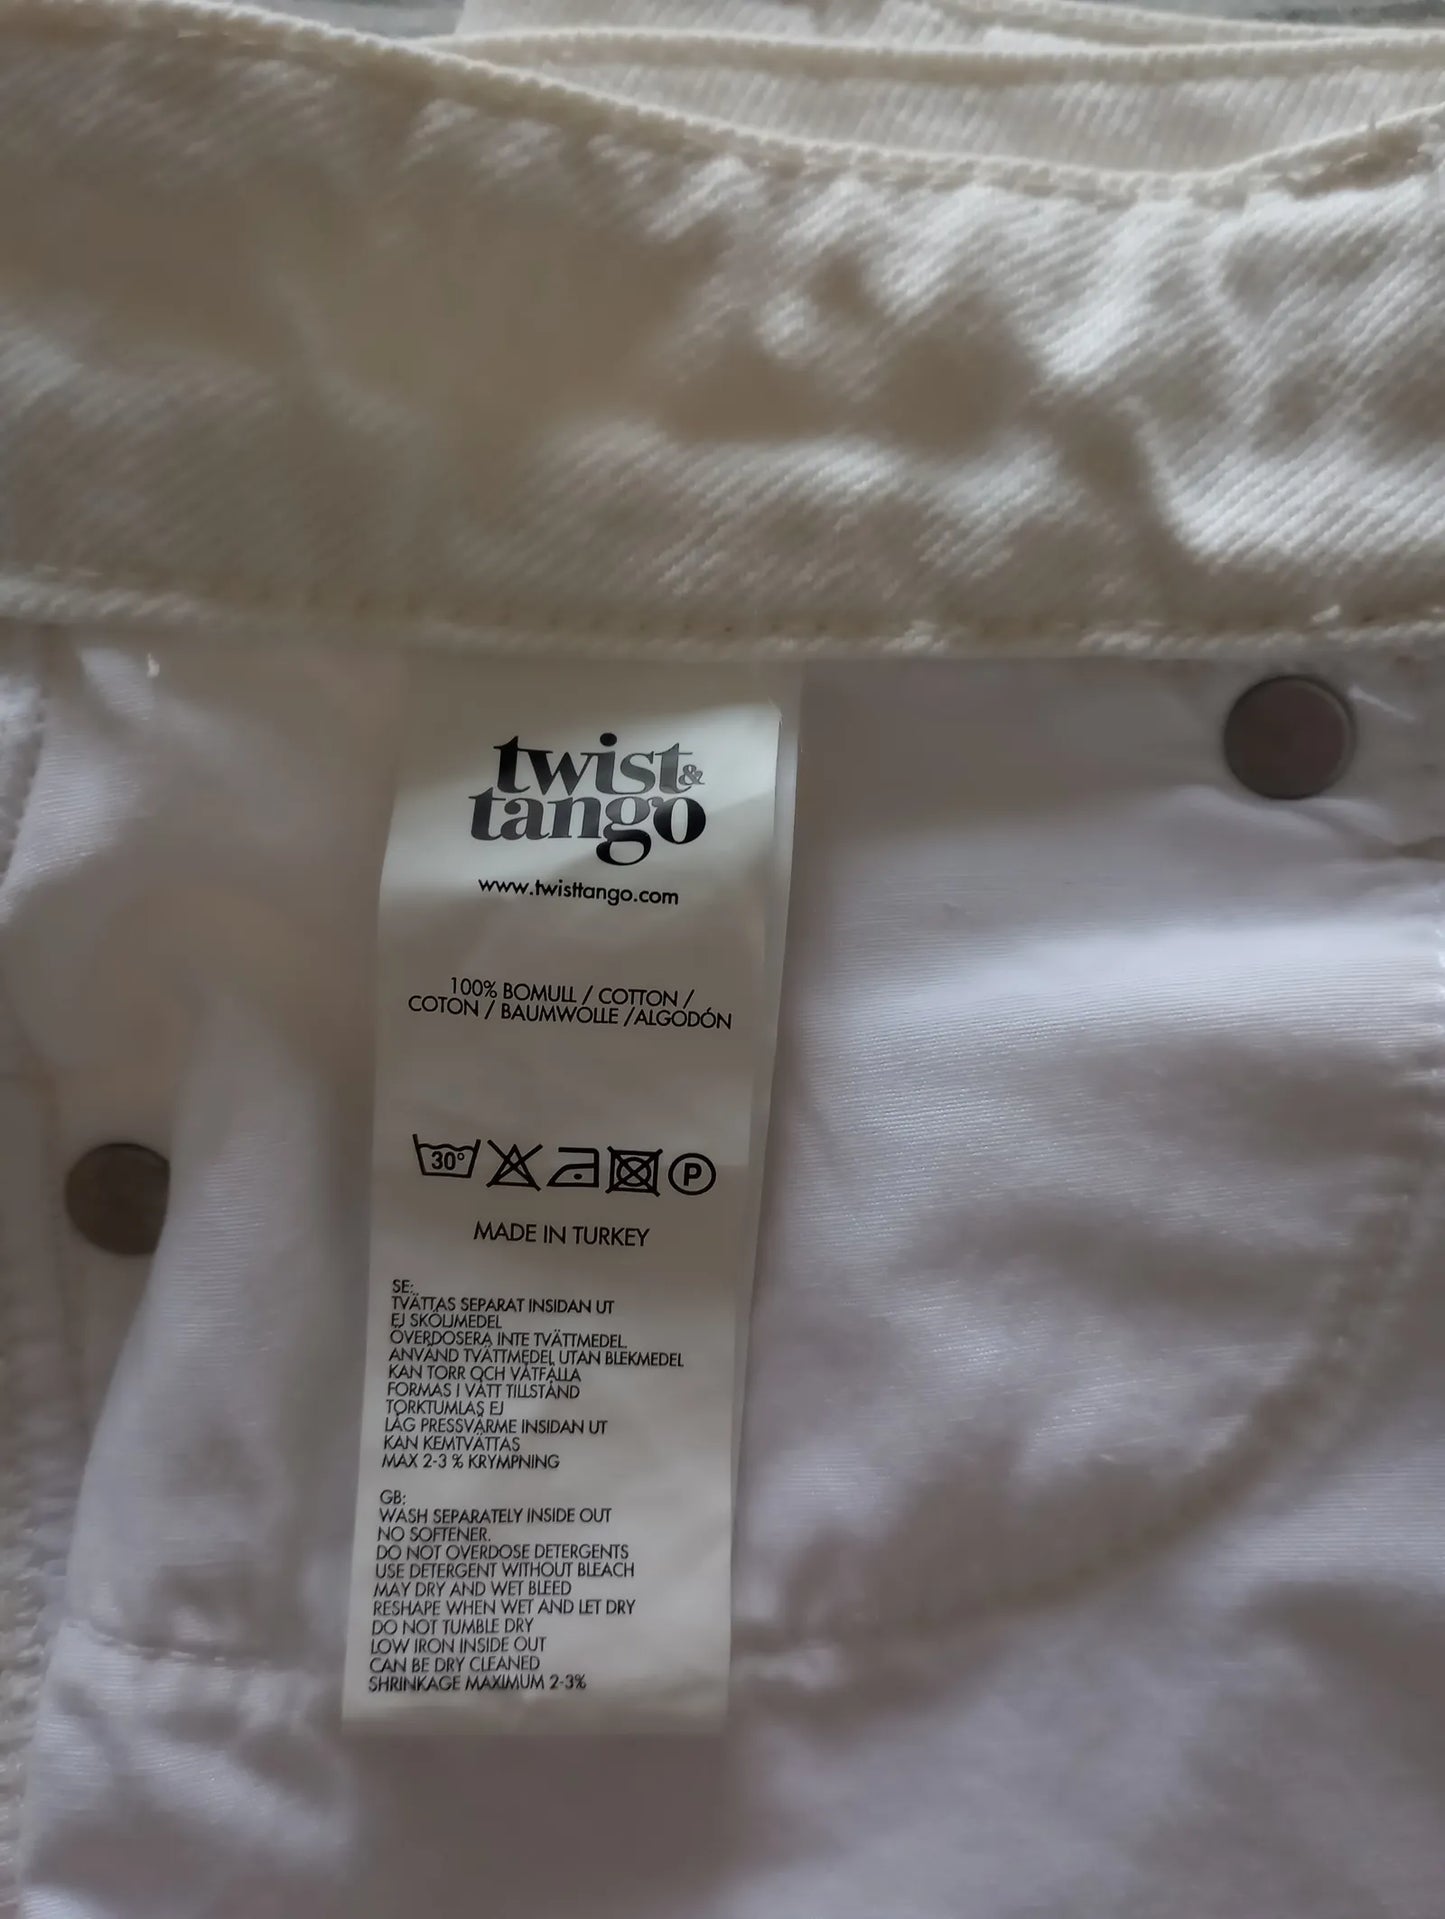 twist&
tango
www.twisttango.com
100% BOMULL / COTTON /
COTON / BAUMWOLLE /ALGODÓN
30°
P
MADE IN TURKEY
SE:
TVÄTTAS SEPARAT INSIDAN UT
EJ SKÖLJMEDEL
ÖVERDOSERA INTE TVÄTTMEDEL
ANVÄND TVÄTTMEDEL UTAN BLEKMEDEL
KAN TORR OCH VÅTFÄLLA
FORMAS I VÅTT TILLSTÅND
TORKTUMLAS EJ
LÅG PRESSVÄRME INSIDAN UT
KAN KEMTVÄTTAS
MAX 2-3 % KRYMPNING
GB:
WASH SEPARATELY INSIDE OUT
NO SOFTENER.
DO NOT OVERDOSE DETERGENTS
USE DETERGENT WITHOUT BLEACH
MAY DRY AND WET BLEED
RESHAPE WHEN WET AND LET DRY
DO NOT TUMBLE DRY
LOW IRON INSIDE OUT
CAN BE DRY CLEANED
SHRINKAGE MAXIMUM 2-3%